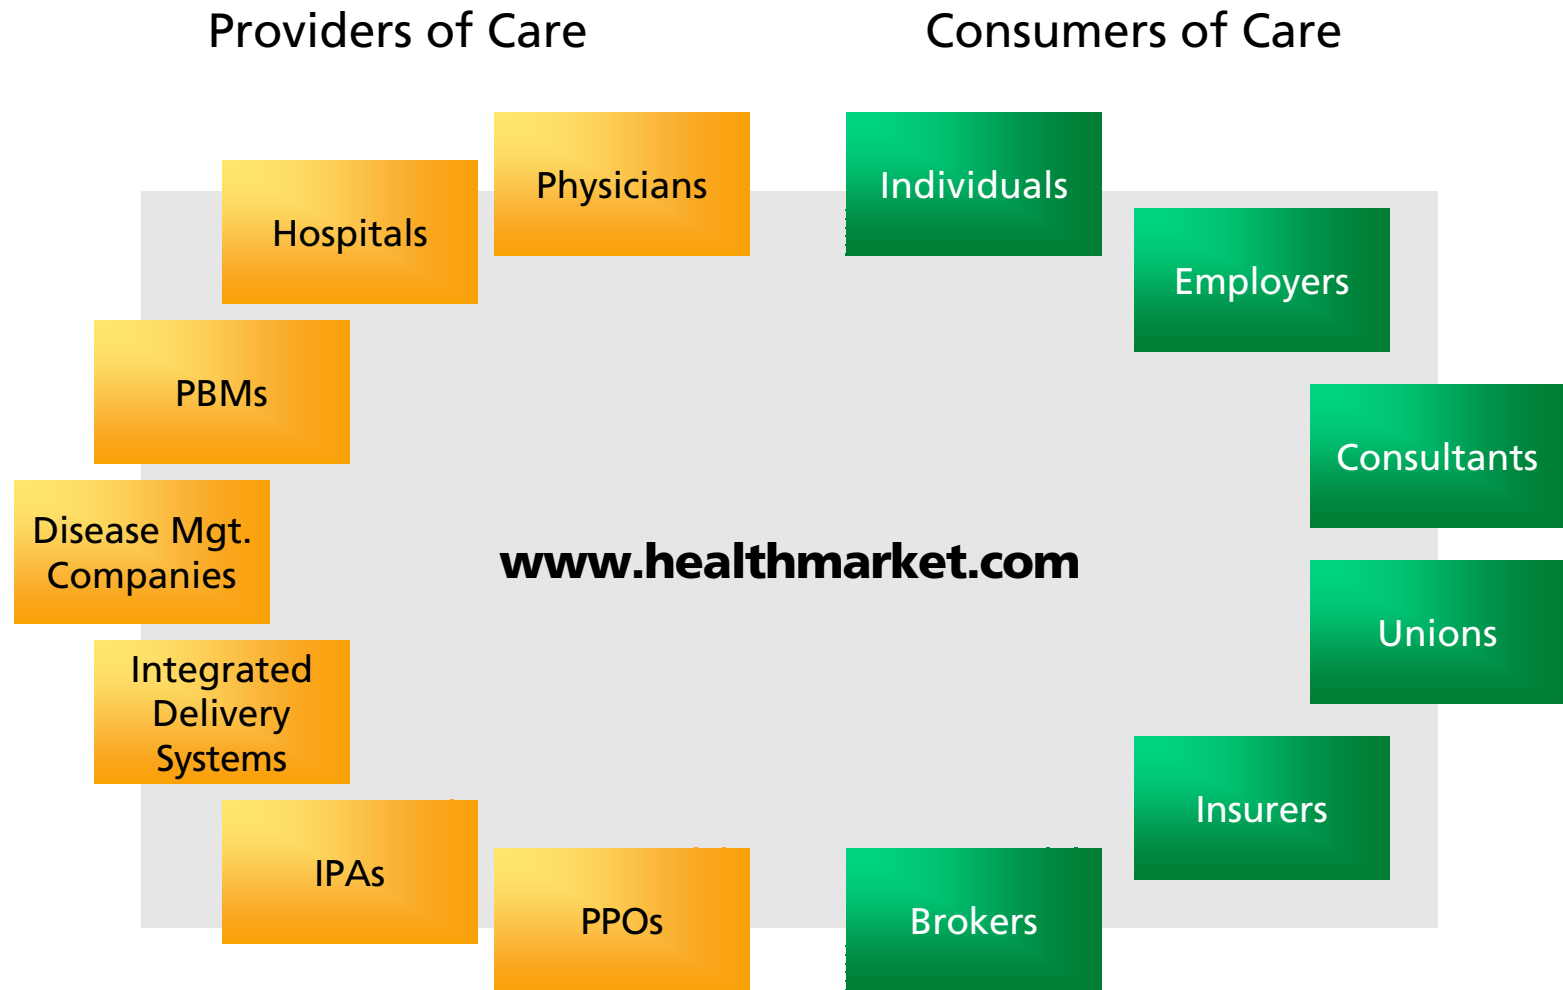 Providers of Care
Consumers of Care
Physicians
Individuals
Hospitals
Employers
PBMs
Consultants
Disease Mgt.
Companies
www.healthmarket.com
Unions
Integrated
Delivery
Systems
Insurers
IPAs
PPOs
Brokers